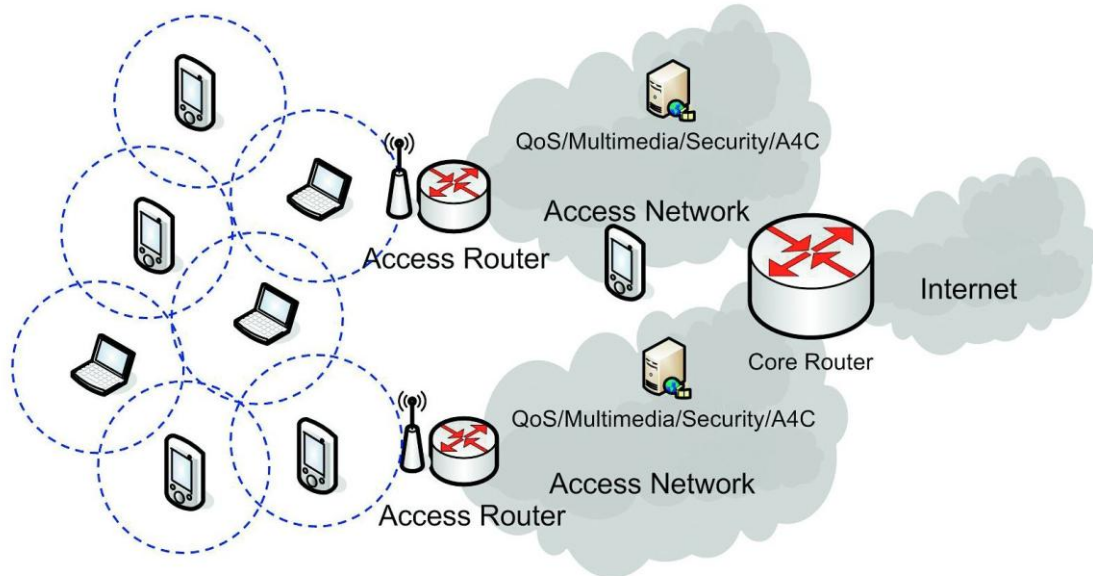 QoS/Multimedia/Security/A4C
Access Network
Access Router
Internet
Core Router
QoS/Multimedia/Security/A4C
Access Network
Access Router